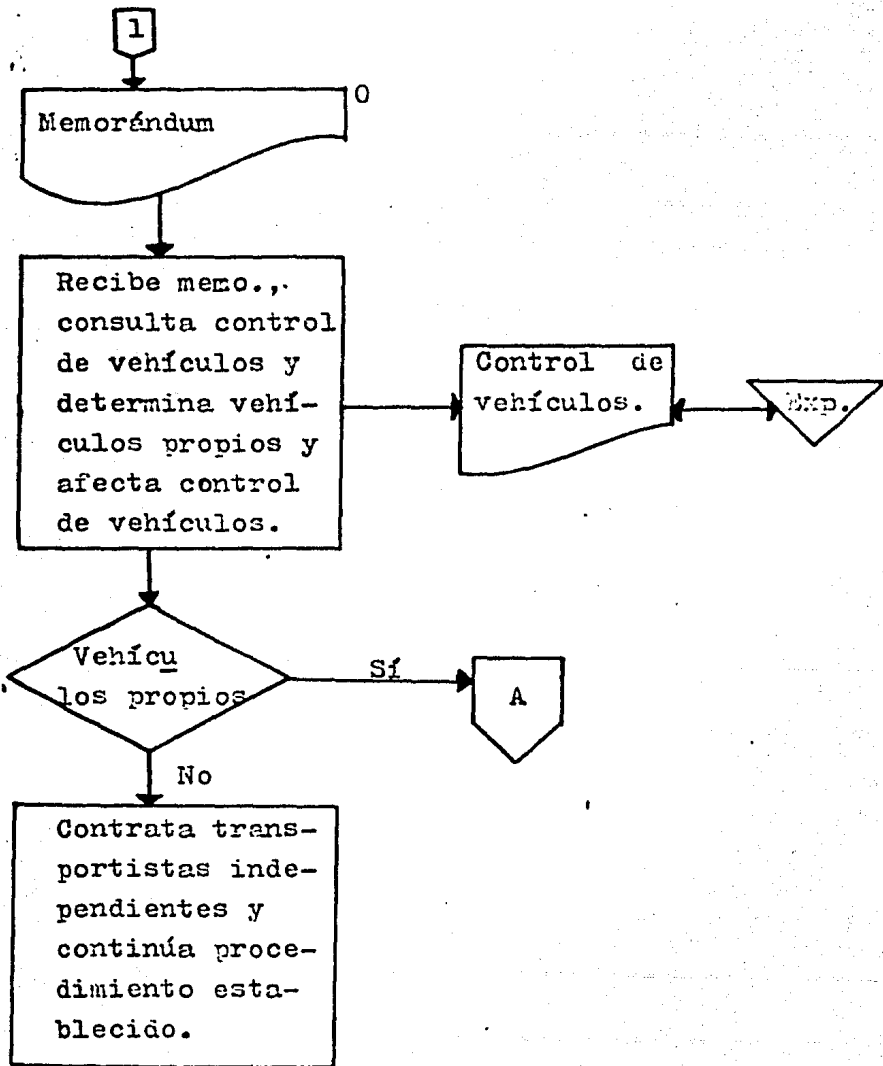 1
O
Memorándum
Recibe memo.,
consulta control
de vehículos y
determina vehí-
culos propios y
afecta control
de vehículos.
Control de
vehículos.
Exp.
Vehícu
los propios
Sí
A
No
Contrata trans-
portistas inde-
pendientes y
continúa proce-
dimiento esta-
blecido.